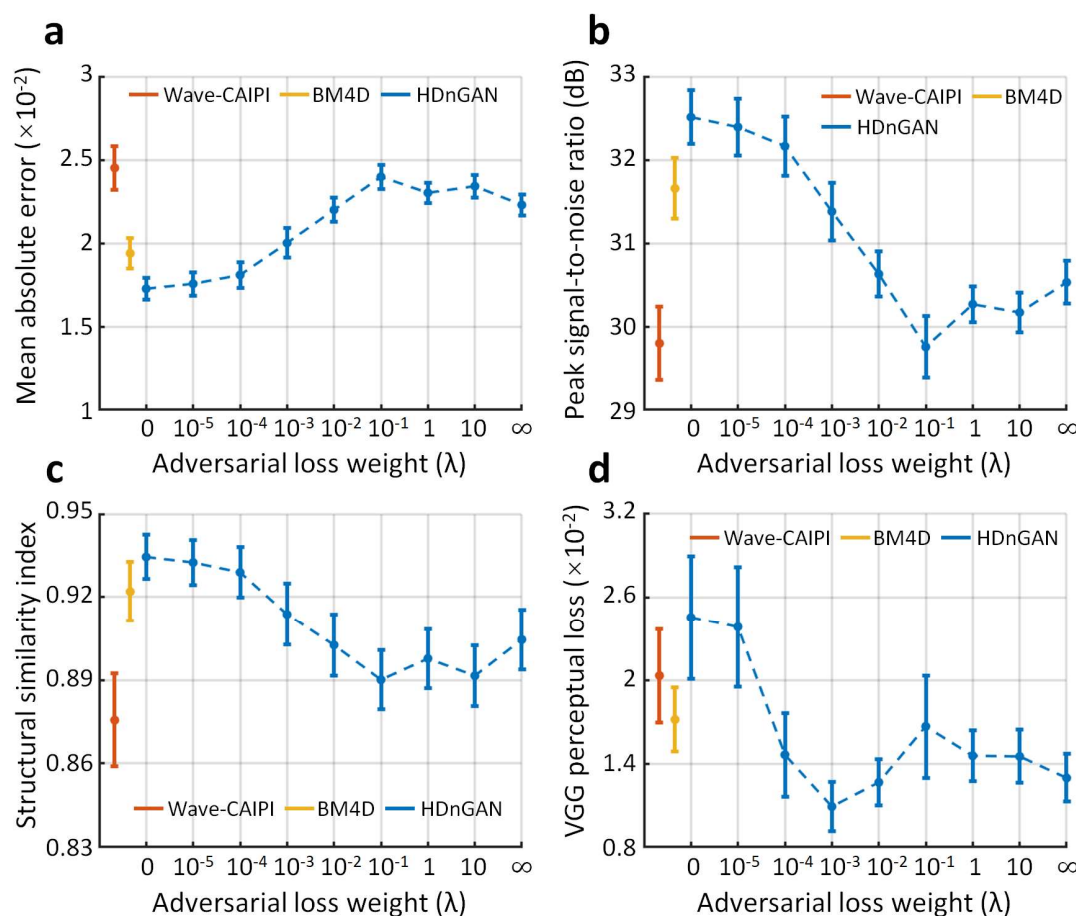 a
Mean absolute error (×10⁻²)
3
2.5
2
1.5
1
Wave-CAIPI BM4D HDnGAN
0 10⁻⁵ 10⁻⁴ 10⁻³ 10⁻² 10⁻¹ 1 10 ∞
Adversarial loss weight (λ)
b
Peak signal-to-noise ratio (dB)
33
32
31
30
29
Wave-CAIPI BM4D
HDnGAN
0 10⁻⁵ 10⁻⁴ 10⁻³ 10⁻² 10⁻¹ 1 10 ∞
Adversarial loss weight (λ)
c
Structural similarity index
0.95
0.92
0.89
0.86
0.83
Wave-CAIPI BM4D HDnGAN
0 10⁻⁵ 10⁻⁴ 10⁻³ 10⁻² 10⁻¹ 1 10 ∞
Adversarial loss weight (λ)
d
VGG perceptual loss (×10⁻²)
3.2
2.6
2
1.4
0.8
Wave-CAIPI BM4D HDnGAN
0 10⁻⁵ 10⁻⁴ 10⁻³ 10⁻² 10⁻¹ 1 10 ∞
Adversarial loss weight (λ)